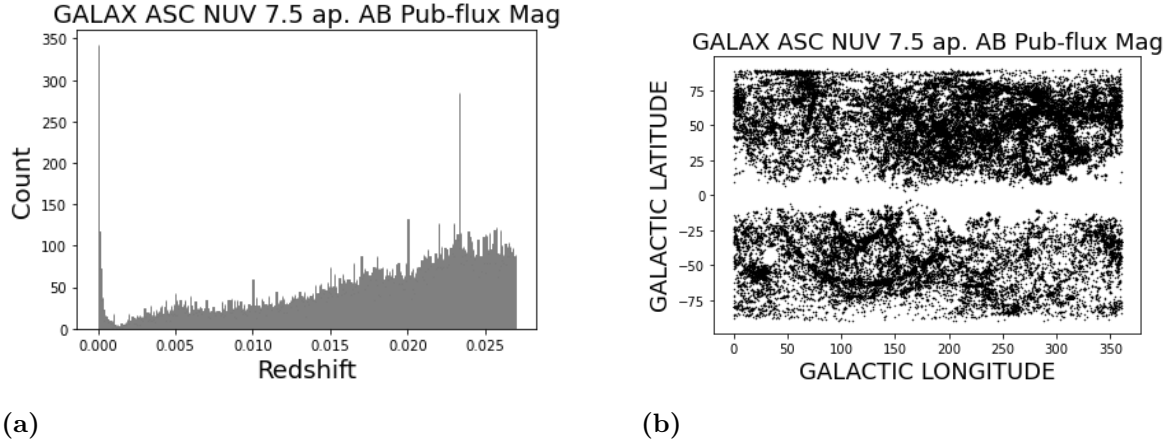 GALAX ASC NUV 7.5 ap. AB Pub-flux Mag
350
300
250
200
150
100
50
0
Count
0.000 0.005 0.010 0.015 0.020 0.025
Redshift
(a)
GALAX ASC NUV 7.5 ap. AB Pub-flux Mag
75
50
25
0
−25
−50
−75
GALACTIC LATITUDE
0 50 100 150 200 250 300 350
GALACTIC LONGITUDE
(b)